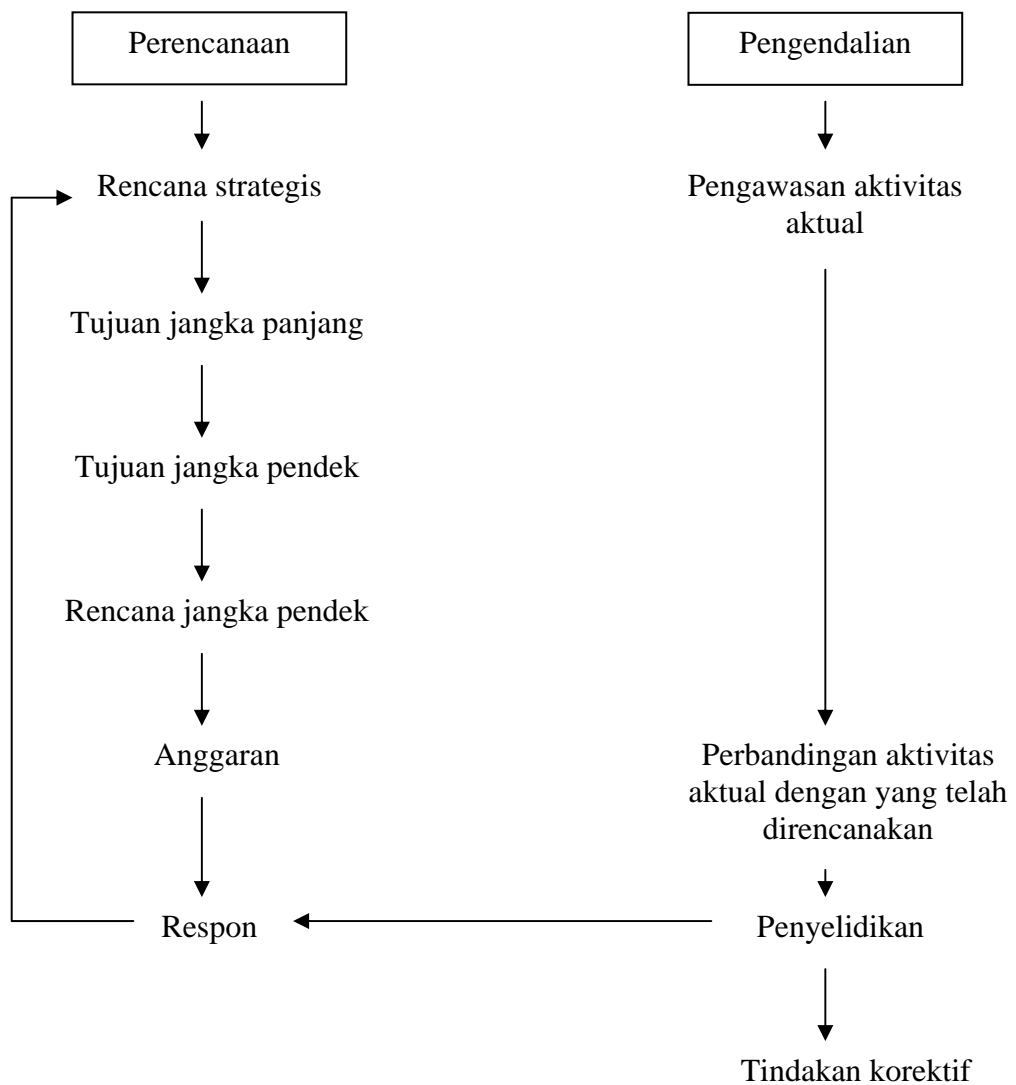 Perencanaan
Rencana strategis
Tujuan jangka panjang
Tujuan jangka pendek
Rencana jangka pendek
Anggaran
Respon
Pengendalian
Pengawasan aktivitas
aktual
Perbandingan aktivitas
aktual dengan yang telah
direncanakan
Penyelidikan
Tindakan korektif